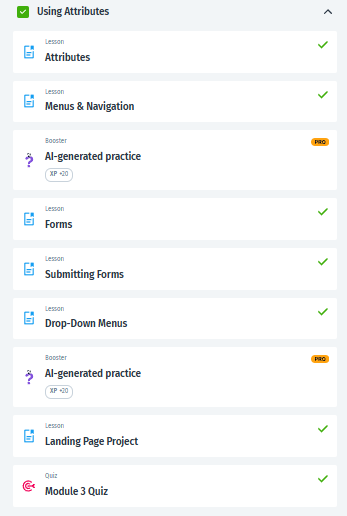 Using Attributes
Lesson
Attributes
Lesson
Menus & Navigation
Booster
AI-generated practice
PRO
XP +20
Lesson
Forms
Lesson
Submitting Forms
Lesson
Drop-Down Menus
Booster
AI-generated practice
PRO
XP +20
Lesson
Landing Page Project
Quiz
Module 3 Quiz